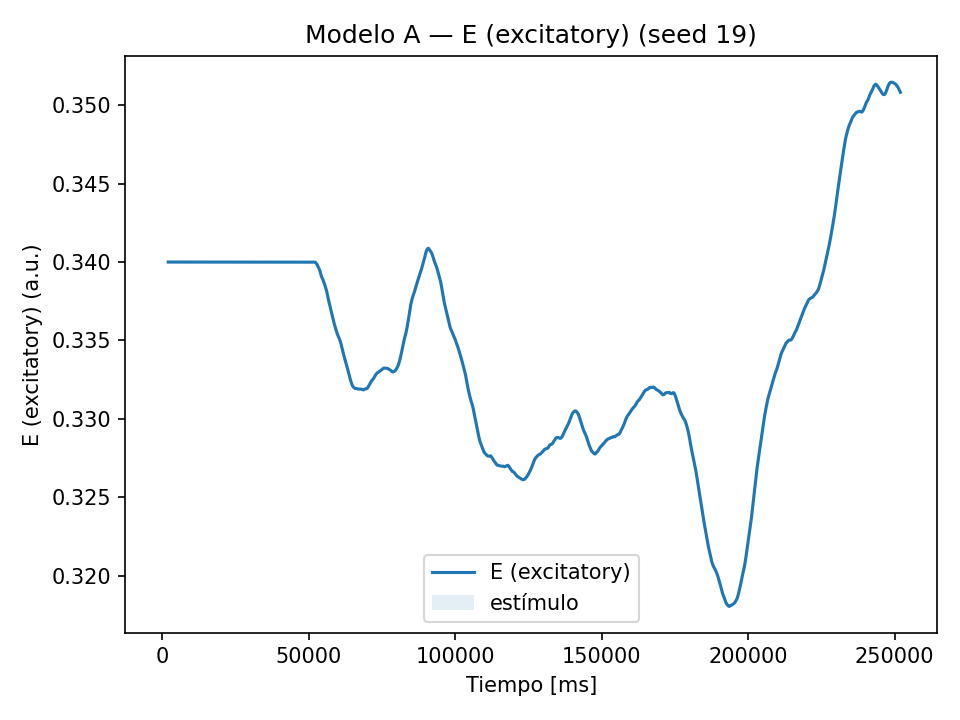 Modelo A — E (excitatory) (seed 19)
E (excitatory) (a.u.)
0.350
0.345
0.340
0.335
0.330
0.325
0.320
E (excitatory)
estímulo
0 50000 100000 150000 200000 250000
Tiempo [ms]